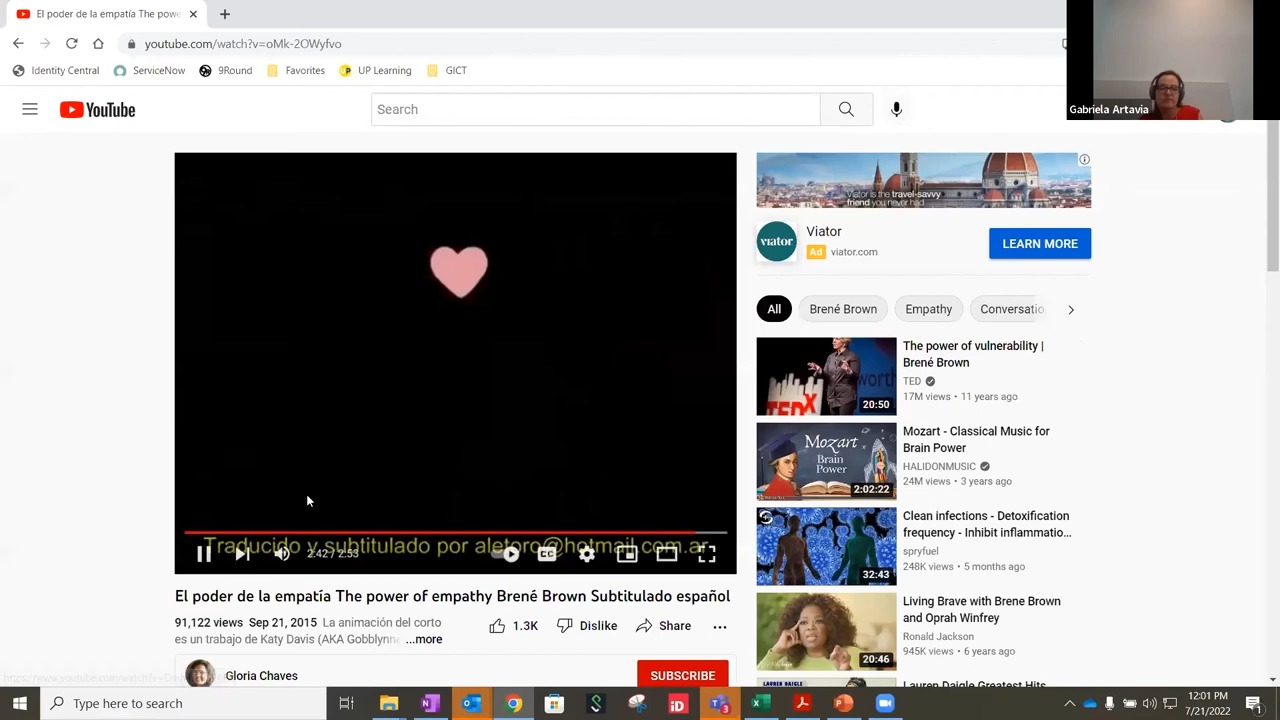 El poder de la empatía The powe
youtube.com/watch?v=oMk-2OWyfvo
Identity Central
ServiceNow
9Round
Favorites
UP Learning
GICT
Gabriela Artavia
YouTube
Search
Viator is the travel-savvy
friend you never had
viator
Viator
Ad viator.com
LEARN MORE
All
Brené Brown
Empathy
Conversatio
The power of vulnerability |
Brené Brown
TED
17M views • 11 years ago
TEDx
20:50
Mozart - Classical Music for
Brain Power
HALIDONMUSIC
24M views • 3 years ago
Mozart
Brain
Power
2:02:22
Clean infections - Detoxification
frequency - Inhibit inflammatio...
spryfuel
248K views • 5 months ago
32:43
Living Brave with Brene Brown
and Oprah Winfrey
Ronald Jackson
945K views • 6 years ago
20:46
Lauren Daigle Greatest Hits
LAUREN DAIGLE
Traducido y subtitulado por aletoro@hotmail.com.ar
2:42 / 2:53
El poder de la empatía The power of empathy Brené Brown Subtitulado español
91,122 views Sep 21, 2015 La animación del corto
es un trabajo de Katy Davis (AKA Gobblynne ...more
1.3K
Dislike
Share
Gloria Chaves
SUBSCRIBE
Type here to search
12:01 PM
7/21/2022